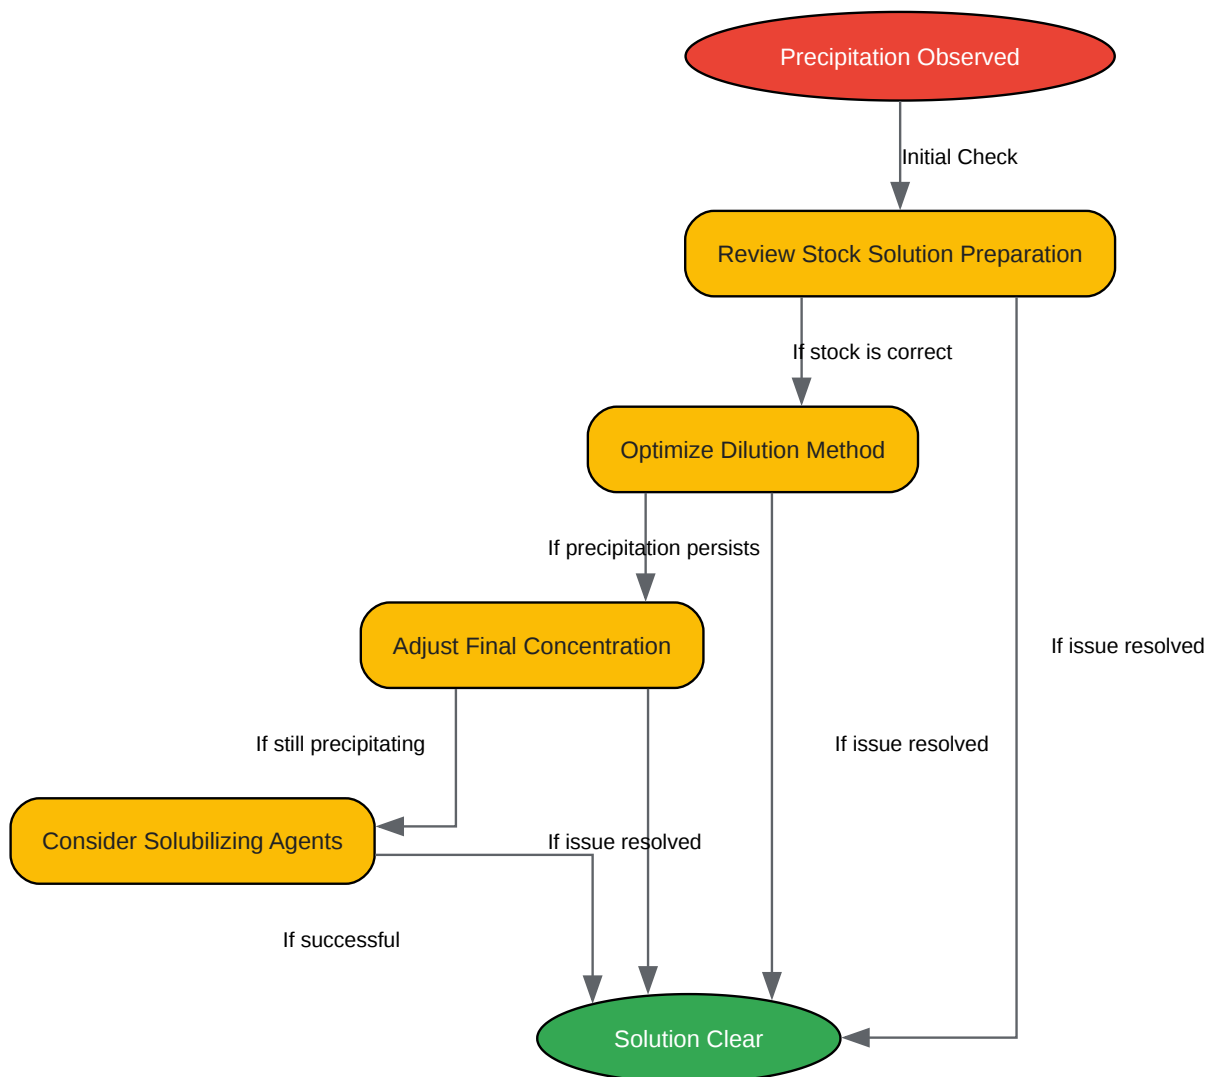 Precipitation Observed
Initial Check
Review Stock Solution Preparation
If stock is correct
Optimize Dilution Method
If precipitation persists
Adjust Final Concentration
If issue resolved
If still precipitating
If issue resolved
Consider Solubilizing Agents
If issue resolved
If successful
Solution Clear